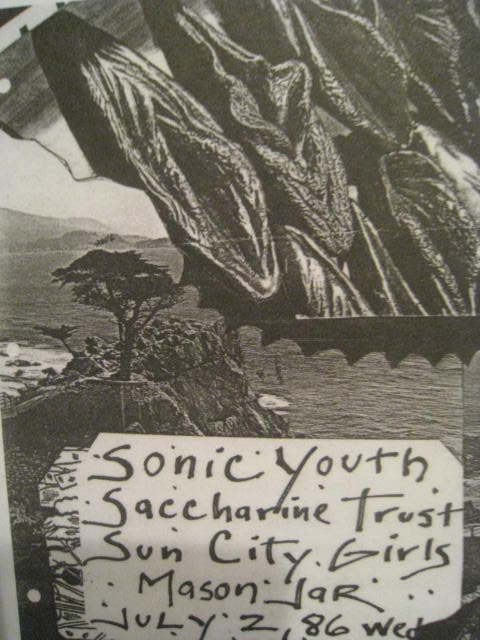 Sonic Youth
Saccharine Trust
Sun City Girls
Mason Jar
July 2, 86 Wed